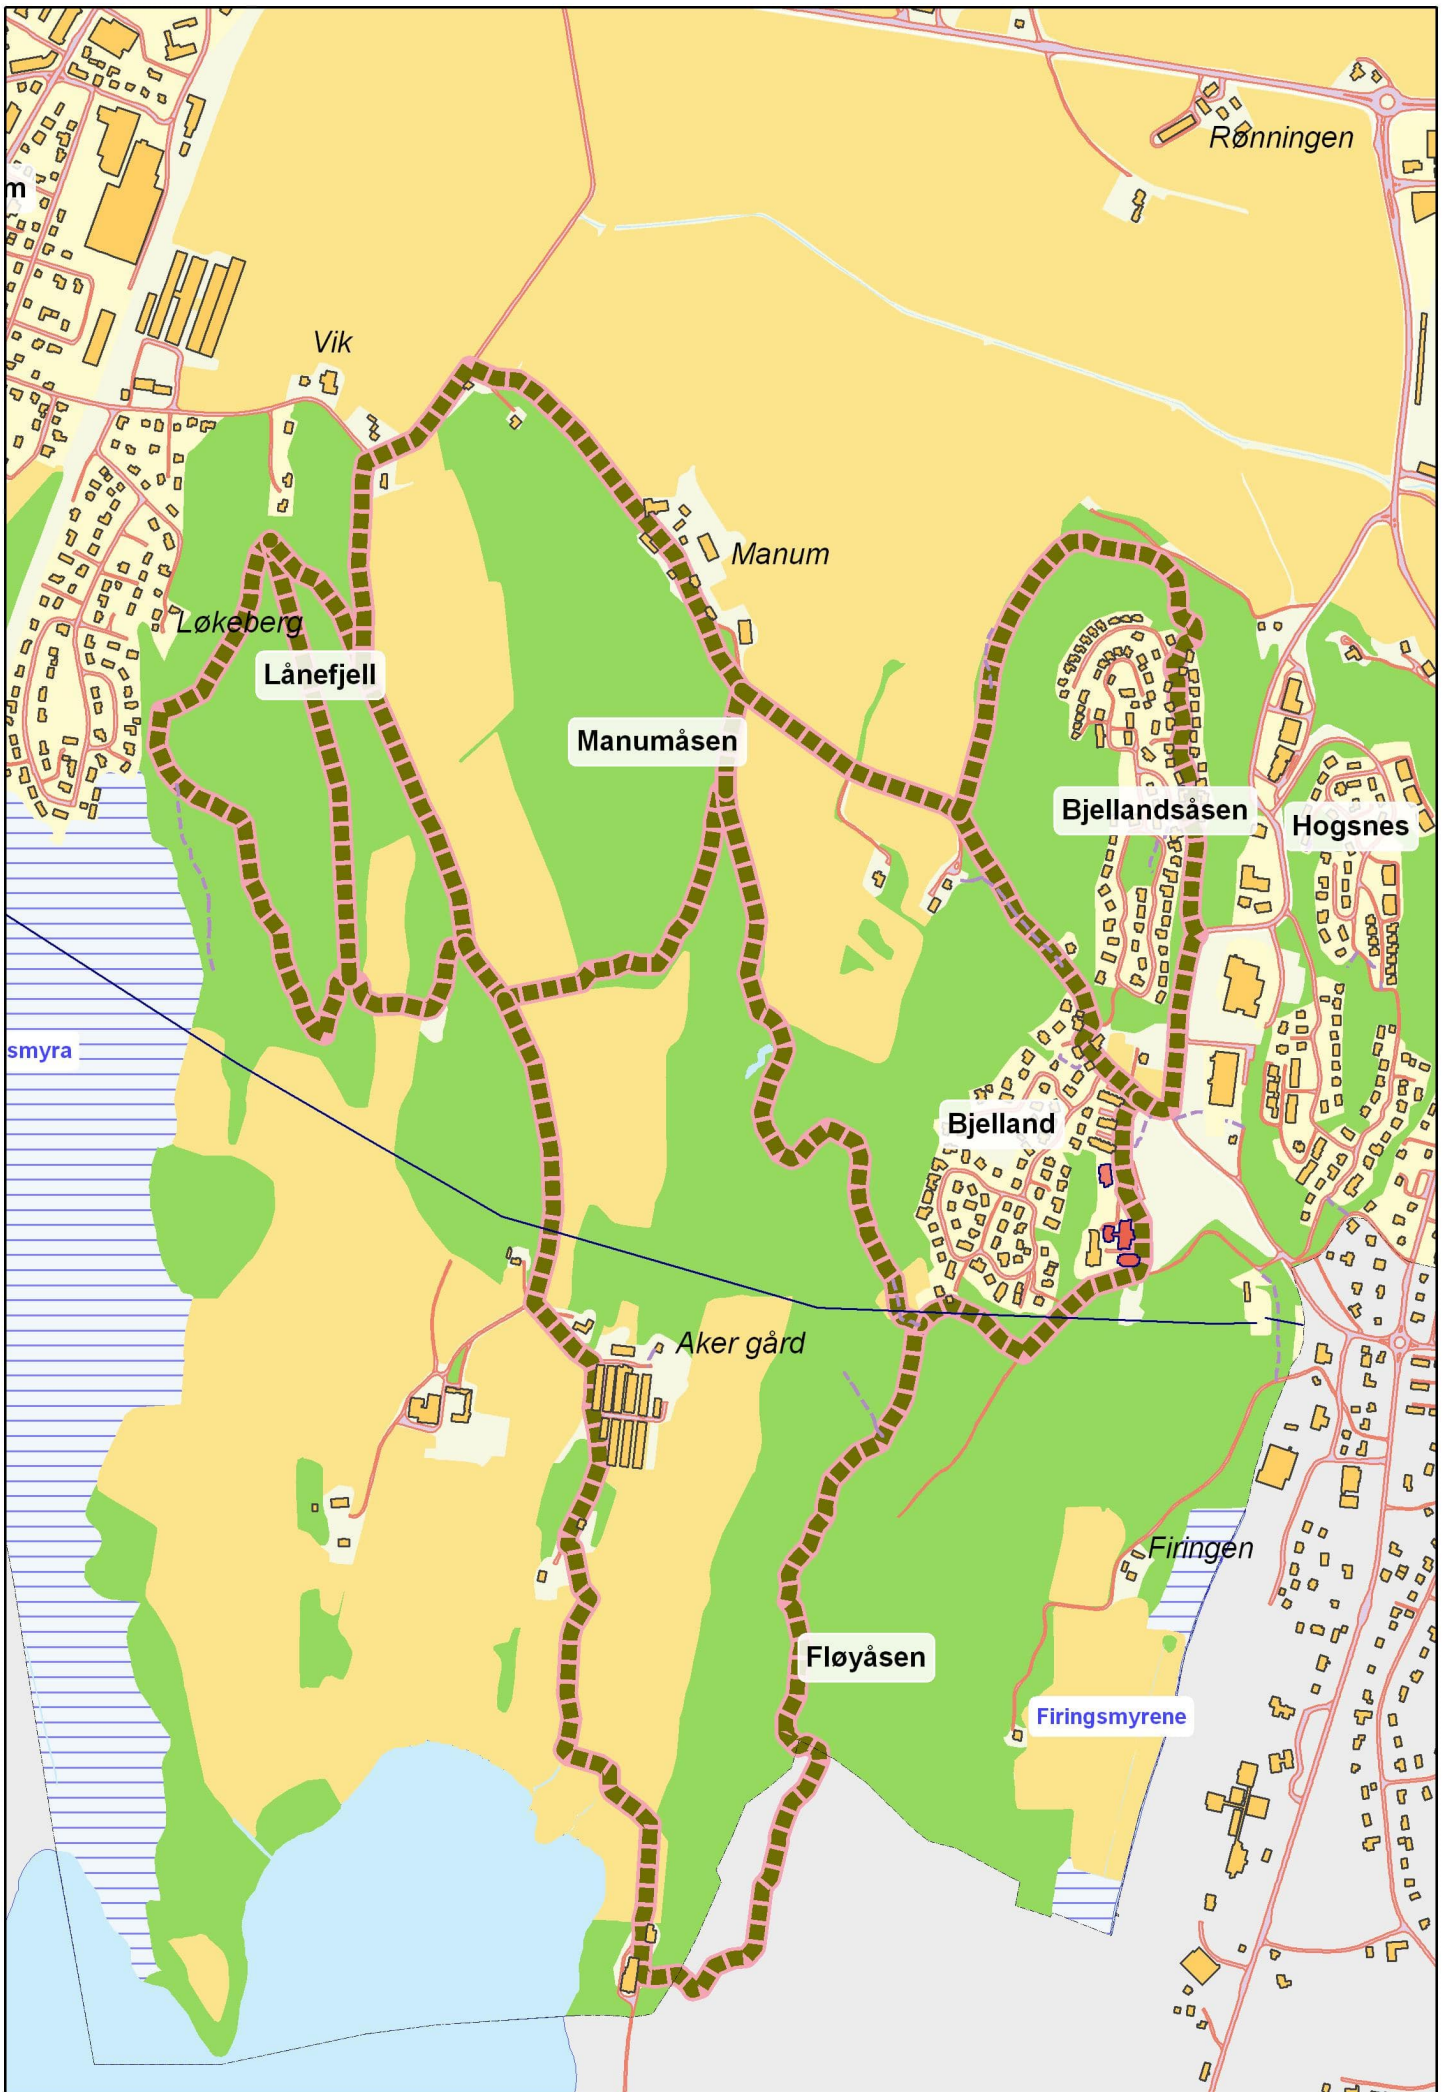 Rønningen
m
Vik
Manum
Løkeberg
Lånefjell
Manumåsen
Bjellandsåsen
Hogsnes
smyra
Bjelland
Aker gård
Firingen
Fløyåsen
Firingsmyrene